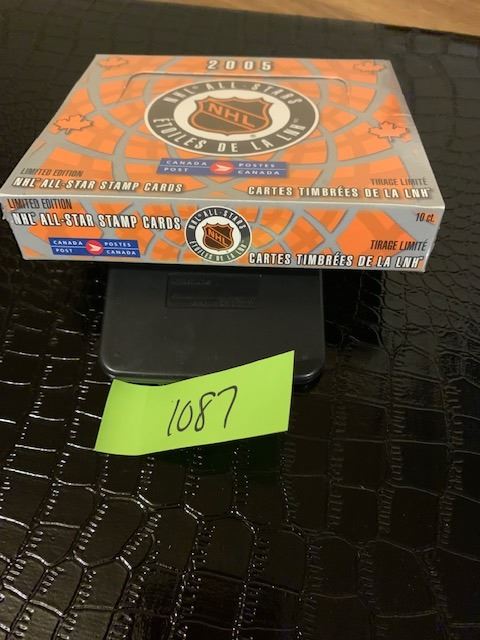 2005
NHL® ALL-STARS
NHL
ÉTOILES DE LA LNH
CANADA POSTES
POST CANADA
LIMITED EDITION
NHL® ALL-STAR STAMP CARDS
TIRAGE LIMITÉ
CARTES TIMBRÉES DE LA LNH
LIMITED EDITION
NHL® ALL-STAR STAMP CARDS
CANADA POSTES
POST CANADA
NHL® ALL-STARS
NHL
ÉTOILES DE LA LNH
10 ct.
TIRAGE LIMITÉ
CARTES TIMBRÉES DE LA LNH
1087